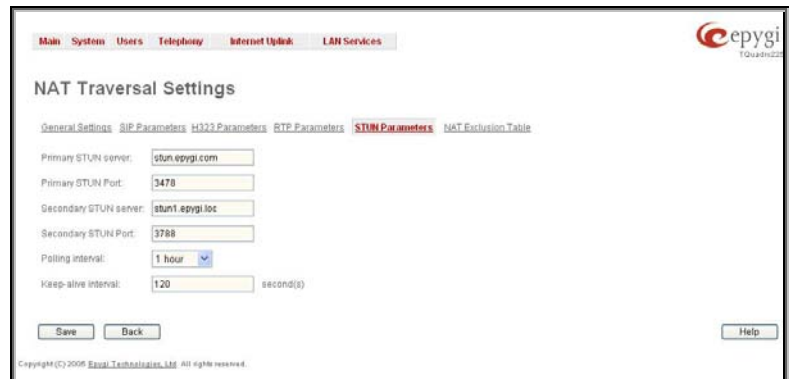 Main System Users Telephony Internet Uplink LAN Services
epygi
NAT Traversal Settings
General Settings SIP Parameters H323 Parameters RTP Parameters STUN Parameters NAT Exclusion Table
Primary STUN server: stun.epygi.com
Primary STUN Port: 3478
Secondary STUN server: stun1.epygi.loc
Secondary STUN Port: 3788
Polling interval: 1 hour
Keep-alive interval: 120 second(s)
Save Back Help
Copyright (C) 2006 Epygi Technologies, Ltd. All rights reserved.